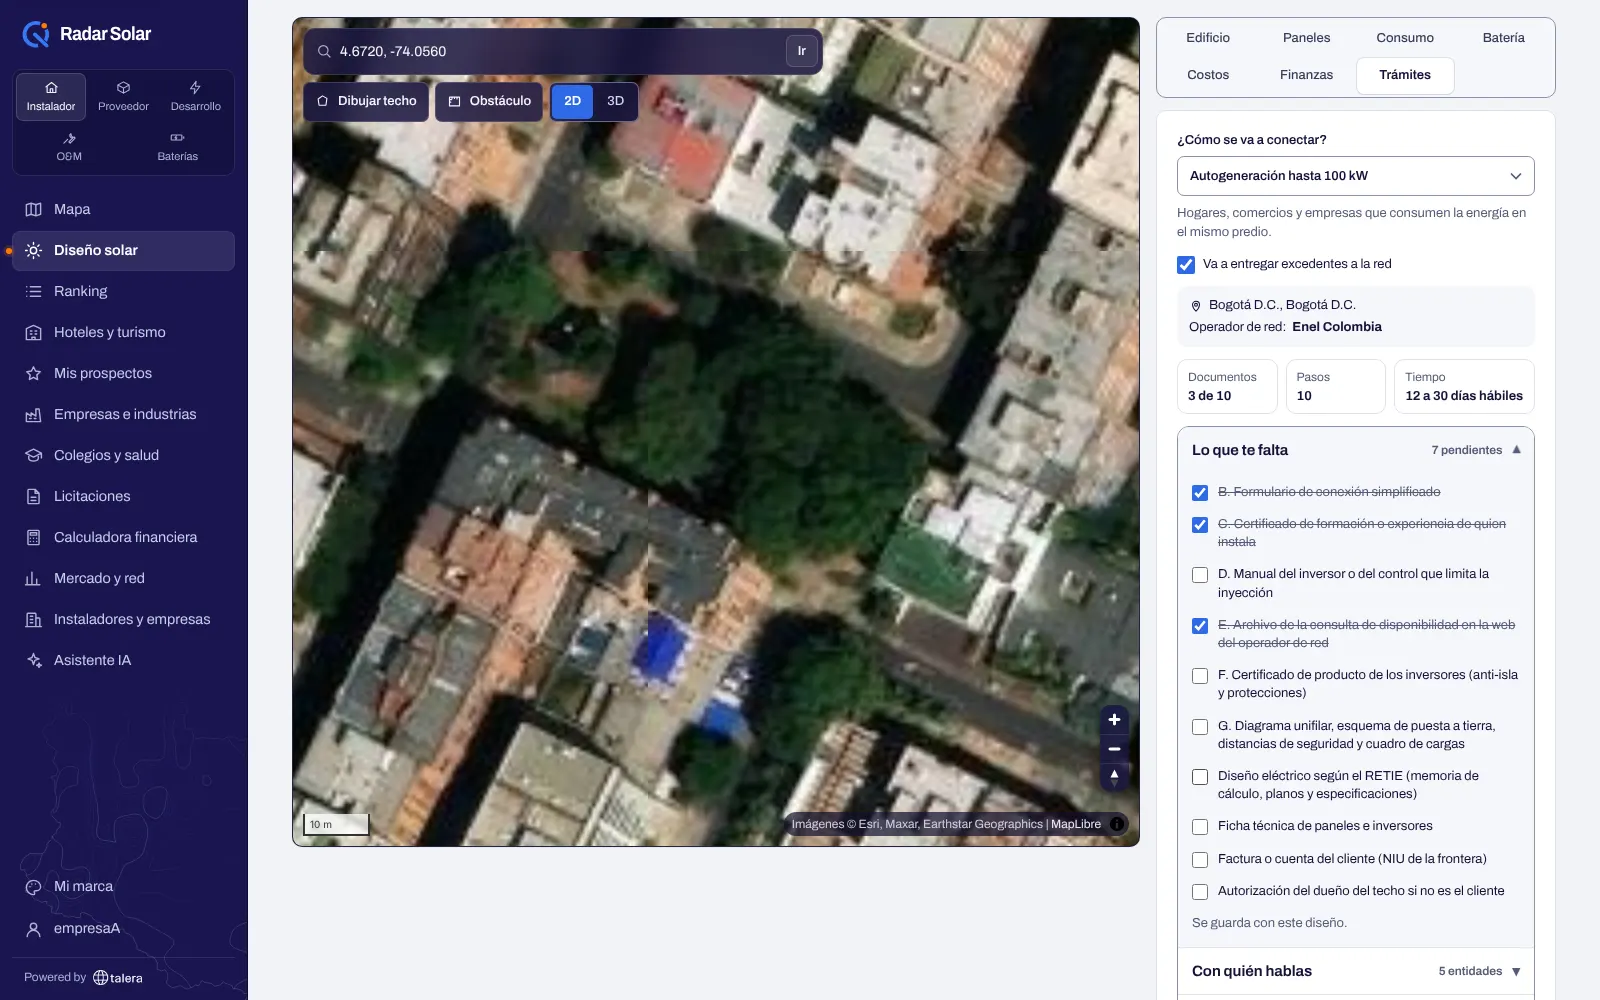 Radar Solar
Instalador
Proveedor
Desarrollo
O&M
Baterías
Mapa
Diseño solar
Ranking
Hoteles y turismo
Mis prospectos
Empresas e industrias
Colegios y salud
Licitaciones
Calculadora financiera
Mercado y red
Instaladores y empresas
Asistente IA
Mi marca
empresaA
Powered by talera
4.6720, -74.0560
Ir
Dibujar techo
Obstáculo
2D
3D
10 m
Imágenes © Esri, Maxar, Earthstar Geographics | MapLibre
Edificio
Paneles
Consumo
Batería
Costos
Finanzas
Trámites
¿Cómo se va a conectar?
Autogeneración hasta 100 kW
Hogares, comercios y empresas que consumen la energía en
el mismo predio.
Va a entregar excedentes a la red
Bogotá D.C., Bogotá D.C.
Operador de red: Enel Colombia
Documentos
3 de 10
Pasos
10
Tiempo
12 a 30 días hábiles
Lo que te falta
7 pendientes
B. Formulario de conexión simplificado
C. Certificado de formación o experiencia de quien
instala
D. Manual del inversor o del control que limita la
inyección
E. Archivo de la consulta de disponibilidad en la web
del operador de red
F. Certificado de producto de los inversores (anti-isla
y protecciones)
G. Diagrama unifilar, esquema de puesta a tierra,
distancias de seguridad y cuadro de cargas
Diseño eléctrico según el RETIE (memoria de
cálculo, planos y especificaciones)
Ficha técnica de paneles e inversores
Factura o cuenta del cliente (NIU de la frontera)
Autorización del dueño del techo si no es el cliente
Se guarda con este diseño.
Con quién hablas
5 entidades